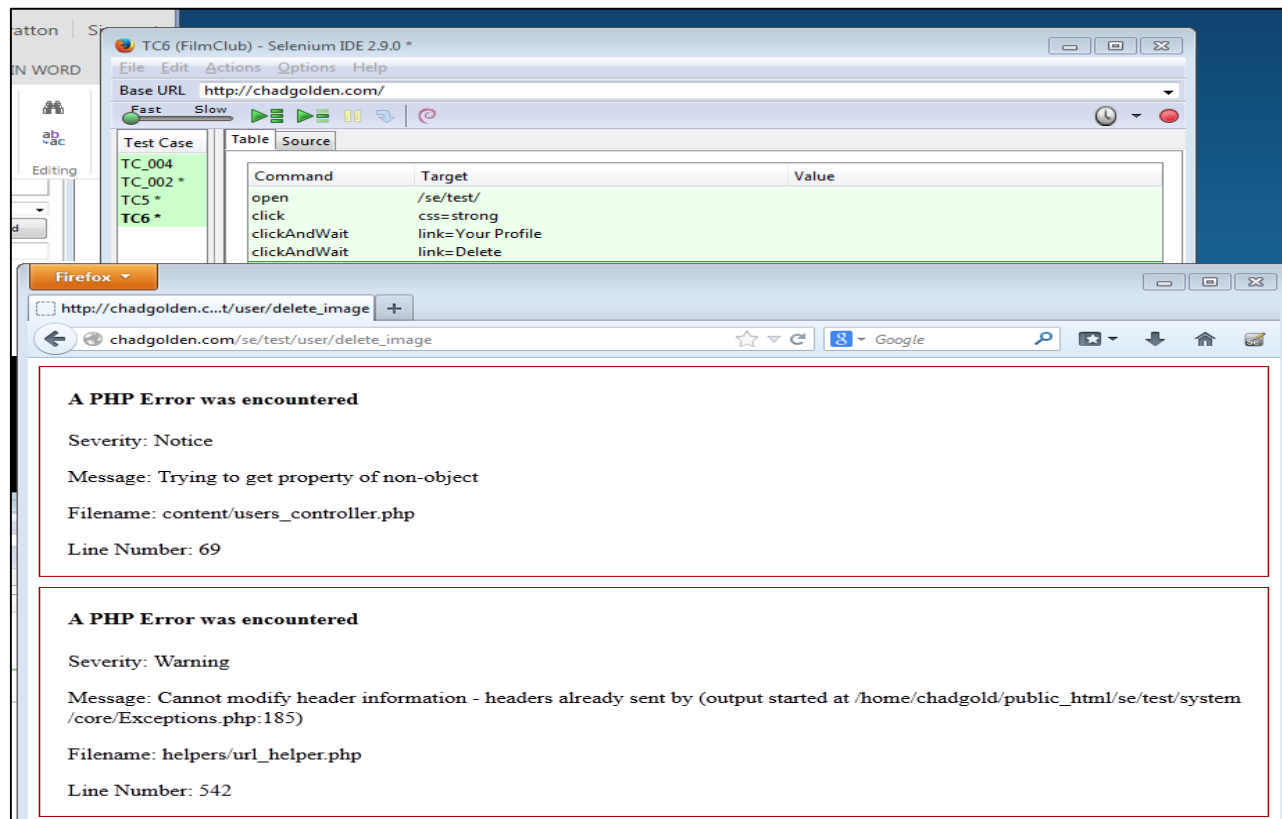 atton Si
TC6 (FilmClub) - Selenium IDE 2.9.0 *
IN WORD
File Edit Actions Options Help
Base URL http://chadgolden.com/
Fast Slow
ab
ac
Editing
Test Case
Table Source
TC_004
TC_002 *
TC5 *
TC6 *
Command Target Value
open /se/test/
click css=strong
clickAndWait link=Your Profile
clickAndWait link=Delete
d
Firefox
http://chadgolden.c...t/user/delete_image +
chadgolden.com/se/test/user/delete_image
8 Google
A PHP Error was encountered
Severity: Notice
Message: Trying to get property of non-object
Filename: content/users_controller.php
Line Number: 69
A PHP Error was encountered
Severity: Warning
Message: Cannot modify header information - headers already sent by (output started at /home/chadgold/public_html/se/test/system
/core/Exceptions.php:185)
Filename: helpers/url_helper.php
Line Number: 542